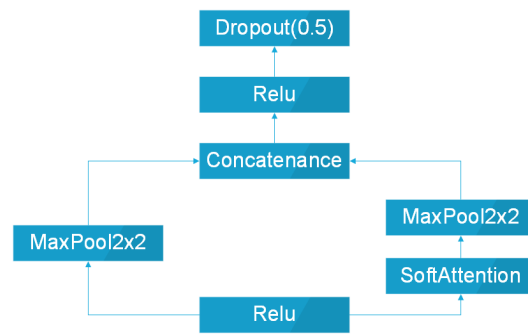 Dropout(0.5)
Relu
Concatenance
MaxPool2x2
MaxPool2x2
SoftAttention
Relu